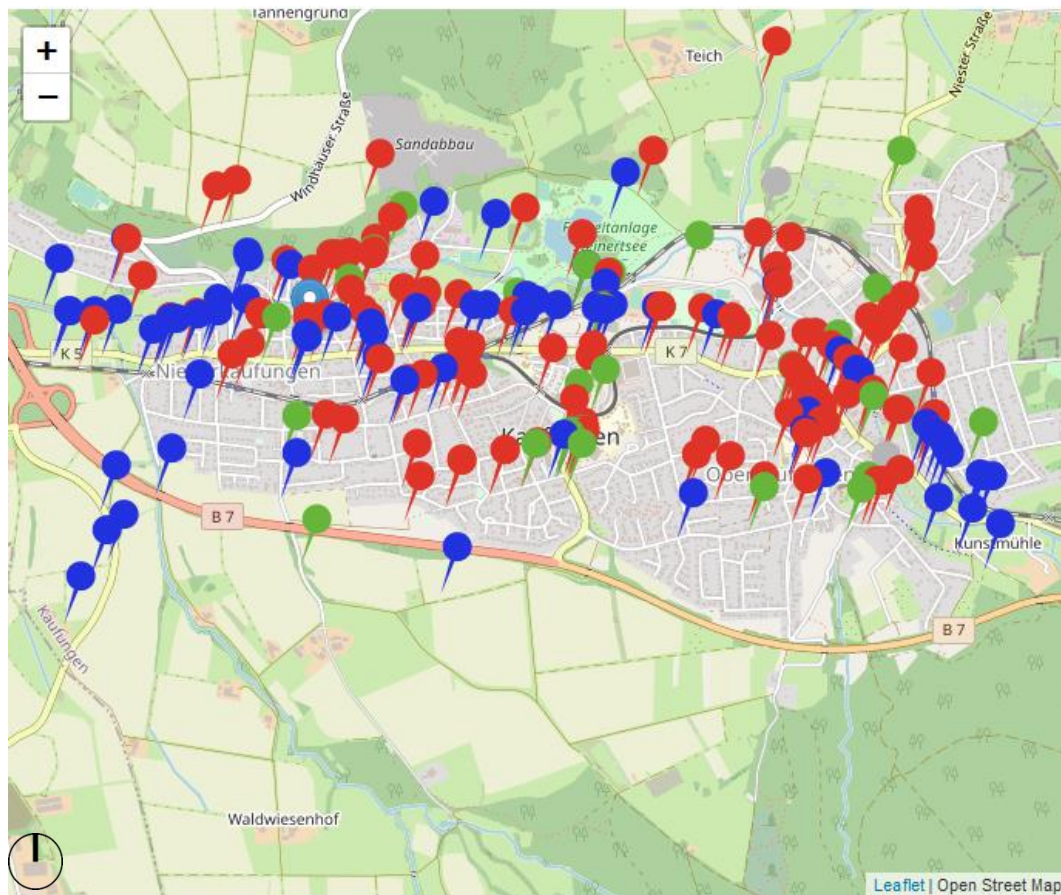 Tannengrund
+
−
Teich
Niester Straße
Windhäuser Straße
Sandabbau
K 5
K 7
B 7
Kunstmühle
Kaufungen
B 7
Waldwiesenhof
Leaflet | Open Street Map